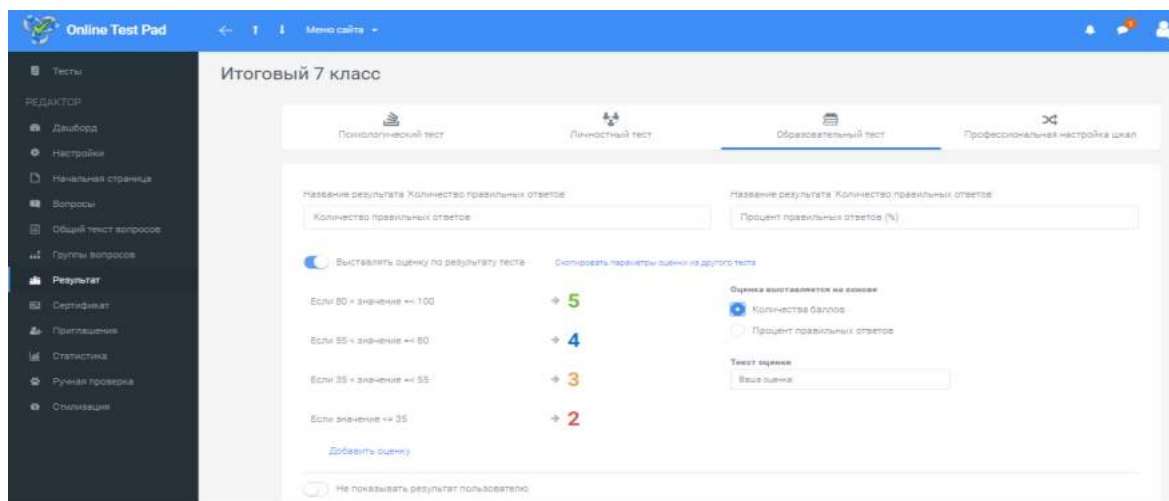 Online Test Pad
Меню сайта
1
Тесты
РЕДАКТОР
Дашборд
Настройки
Начальная страница
Вопросы
Общий текст вопросов
Группы вопросов
Результат
Сертификат
Приглашения
Статистика
Ручная проверка
Стилизация
Итоговый 7 класс
Психологический тест
Личностный тест
Образовательный тест
Профессиональная настройка шкал
Название результата 'Количество правильных ответов'
Количество правильных ответов
Название результата 'Количество правильных ответов'
Процент правильных ответов (%)
Выставлять оценку по результату теста
Скопировать параметры оценки из другого теста
Если 80 < значение =< 100 → 5
Если 55 < значение =< 80 → 4
Если 35 < значение =< 55 → 3
Если значение <= 35 → 2
Добавить оценку
Оценка выставляется на основе
Количества баллов
Процент правильных ответов
Текст оценки
Ваша оценка
Не показывать результат пользователю